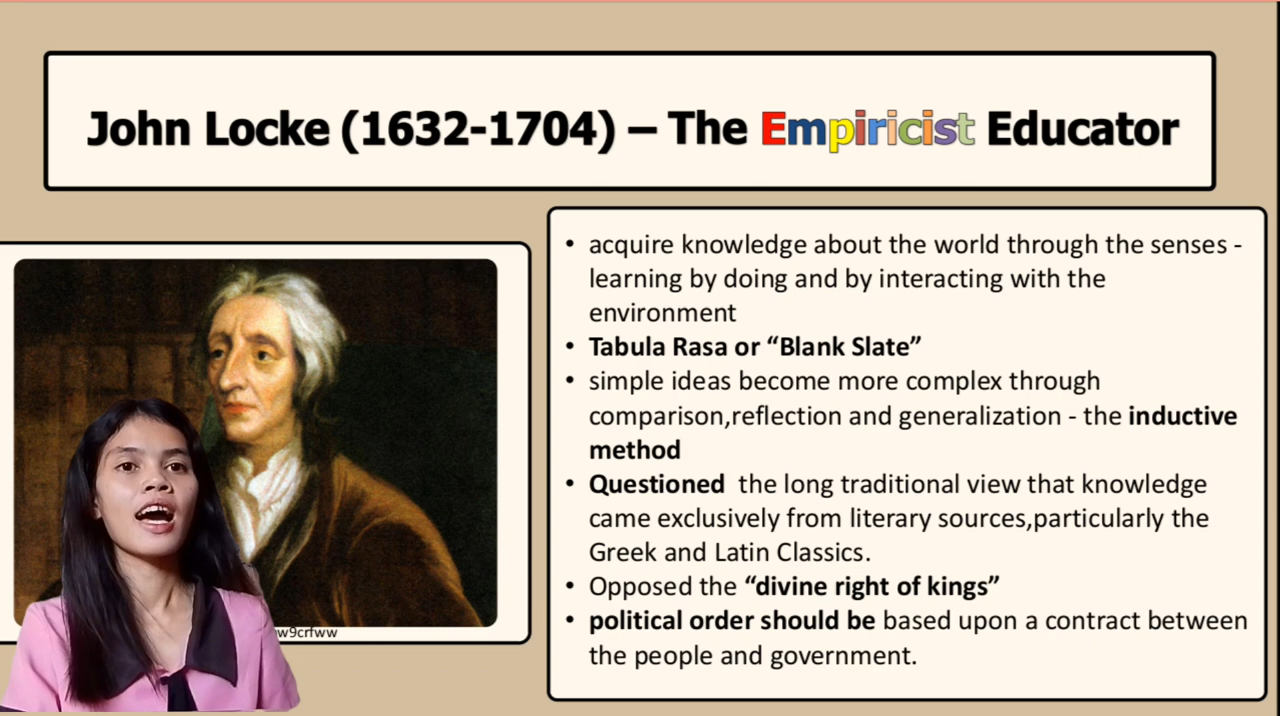 John Locke (1632-1704) – The Empiricist Educator
• acquire knowledge about the world through the senses -
learning by doing and by interacting with the
environment
• Tabula Rasa or “Blank Slate”
• simple ideas become more complex through
comparison,reflection and generalization - the inductive
method
• Questioned the long traditional view that knowledge
came exclusively from literary sources,particularly the
Greek and Latin Classics.
• Opposed the “divine right of kings”
• political order should be based upon a contract between
the people and government.